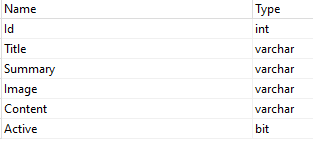 Name Type
Id int
Title varchar
Summary varchar
Image varchar
Content varchar
Active bit